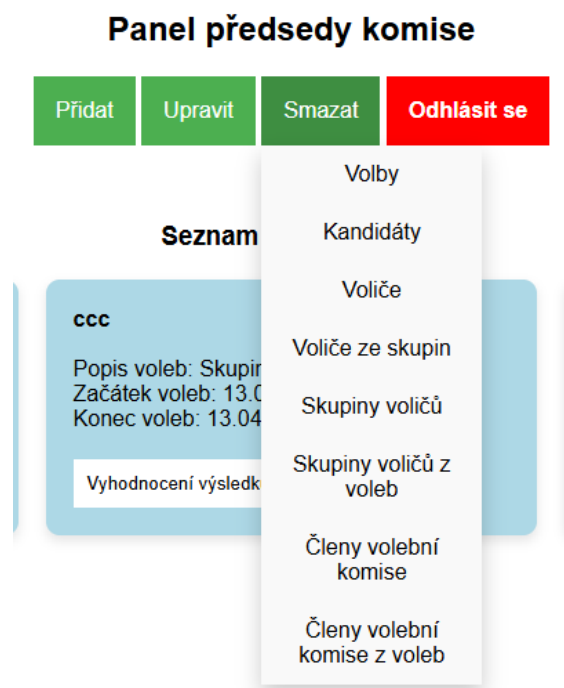 Panel předsedy komise
Přidat
Upravit
Smazat
Odhlásit se
Volby
Kandidáty
Voliče
Voliče ze skupin
Skupiny voličů
Skupiny voličů z
voleb
Členy volební
komise
Členy volební
komise z voleb
Seznam
ccc
Popis voleb:
Začátek voleb: 13.0
Konec voleb: 13.04
Vyhodnocení